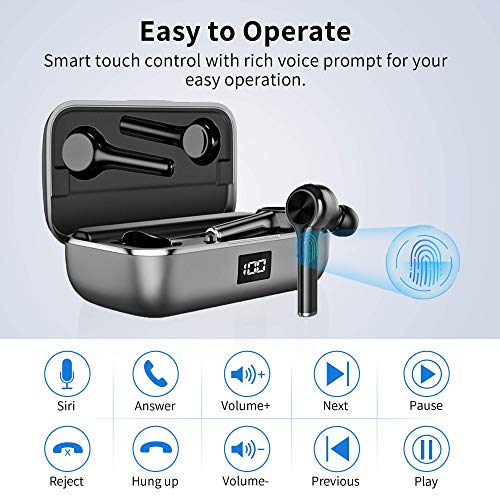 Easy to Operate
Smart touch control with rich voice prompt for your
easy operation.
100
Siri
Answer
Volume+
Next
Pause
Reject
Hung up
Volume-
Previous
Play